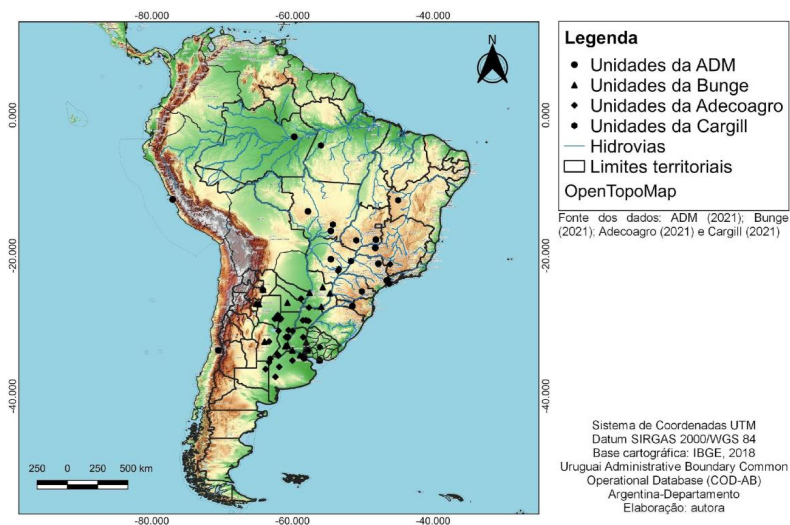 -80.000 -60.000 -40.000
N
0.000
-20.000
-40.000
0.000
-20.000
-40.000
250 0 250 500 km
-80.000 -60.000 -40.000
Legenda
Unidades da ADM
Unidades da Bunge
Unidades da Adecoagro
Unidades da Cargill
Hidrovias
Limites territoriais
OpenTopoMap
Fonte dos dados: ADM (2021); Bunge
(2021); Adecoagro (2021) e Cargill (2021)
Sistema de Coordenadas UTM
Datum SIRGAS 2000/WGS 84
Base cartográfica: IBGE, 2018
Uruguai Administrative Boundary Common
Operational Database (COD-AB)
Argentina-Departamento
Elaboração: autora